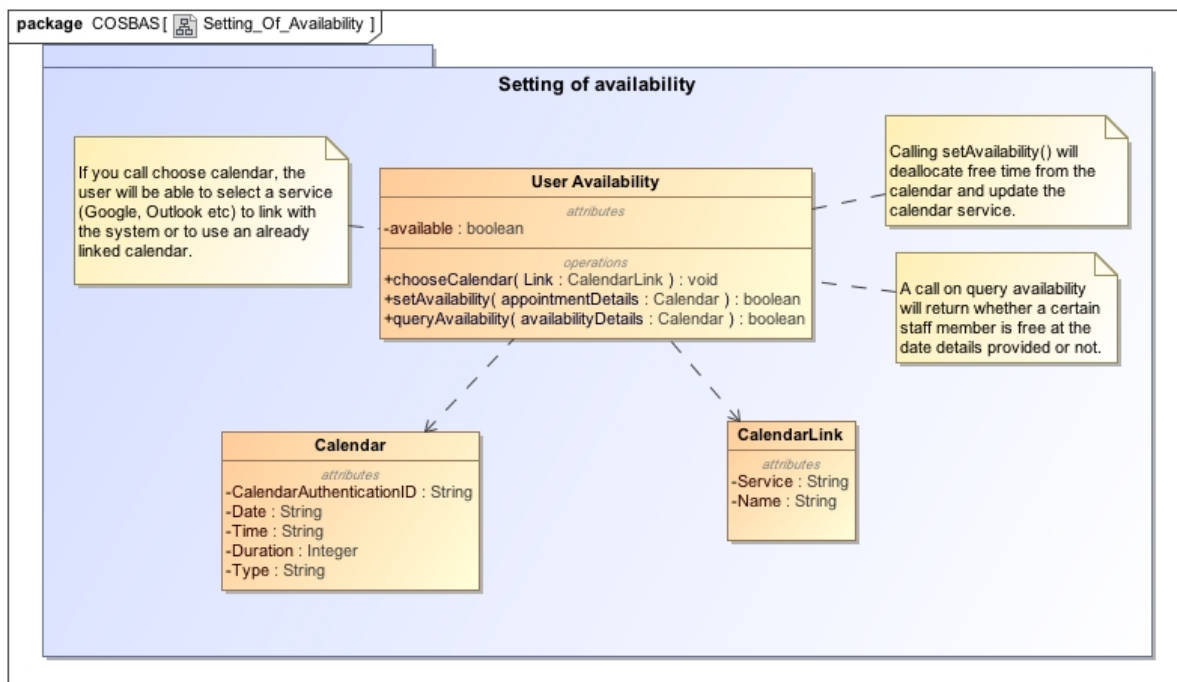 package COSBAS[ Setting_Of_Availability ]
Setting of availability
If you call choose calendar, the
user will be able to select a service
(Google, Outlook etc) to link with
the system or to use an already
linked calendar.
User Availability
attributes
-available : boolean
operations
+chooseCalendar( Link : CalendarLink ) : void
+setAvailability( appointmentDetails : Calendar ) : boolean
+queryAvailability( availabilityDetails : Calendar ) : boolean
Calling setAvailability() will
deallocate free time from the
calendar and update the
calendar service.
A call on query availability
will return whether a certain
staff member is free at the
date details provided or not.
Calendar
attributes
-CalendarAuthenticationID : String
-Date : String
-Time : String
-Duration : Integer
-Type : String
CalendarLink
attributes
-Service : String
-Name : String